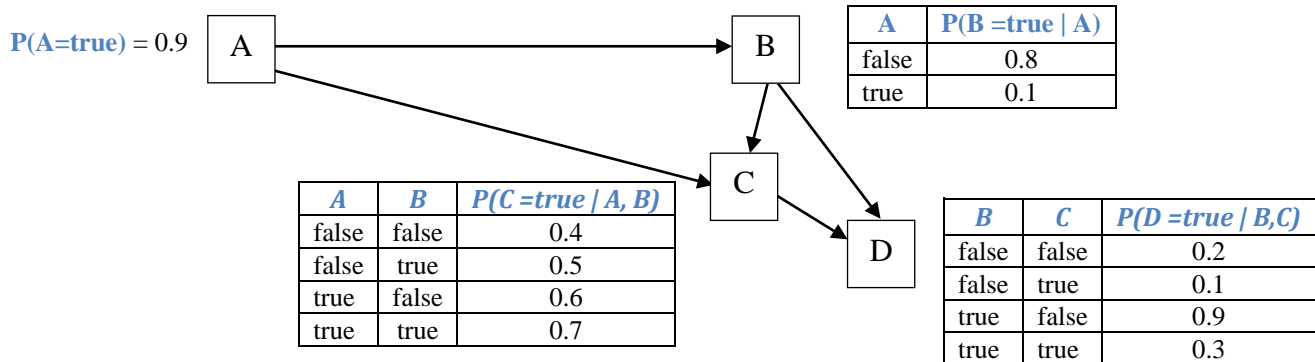 P(A=true) = 0.9
A
B
A P(B =true | A)
false 0.8
true 0.1
C
A B P(C =true | A, B)
false false 0.4
false true 0.5
true false 0.6
true true 0.7
D
B C P(D =true | B,C)
false false 0.2
false true 0.1
true false 0.9
true true 0.3